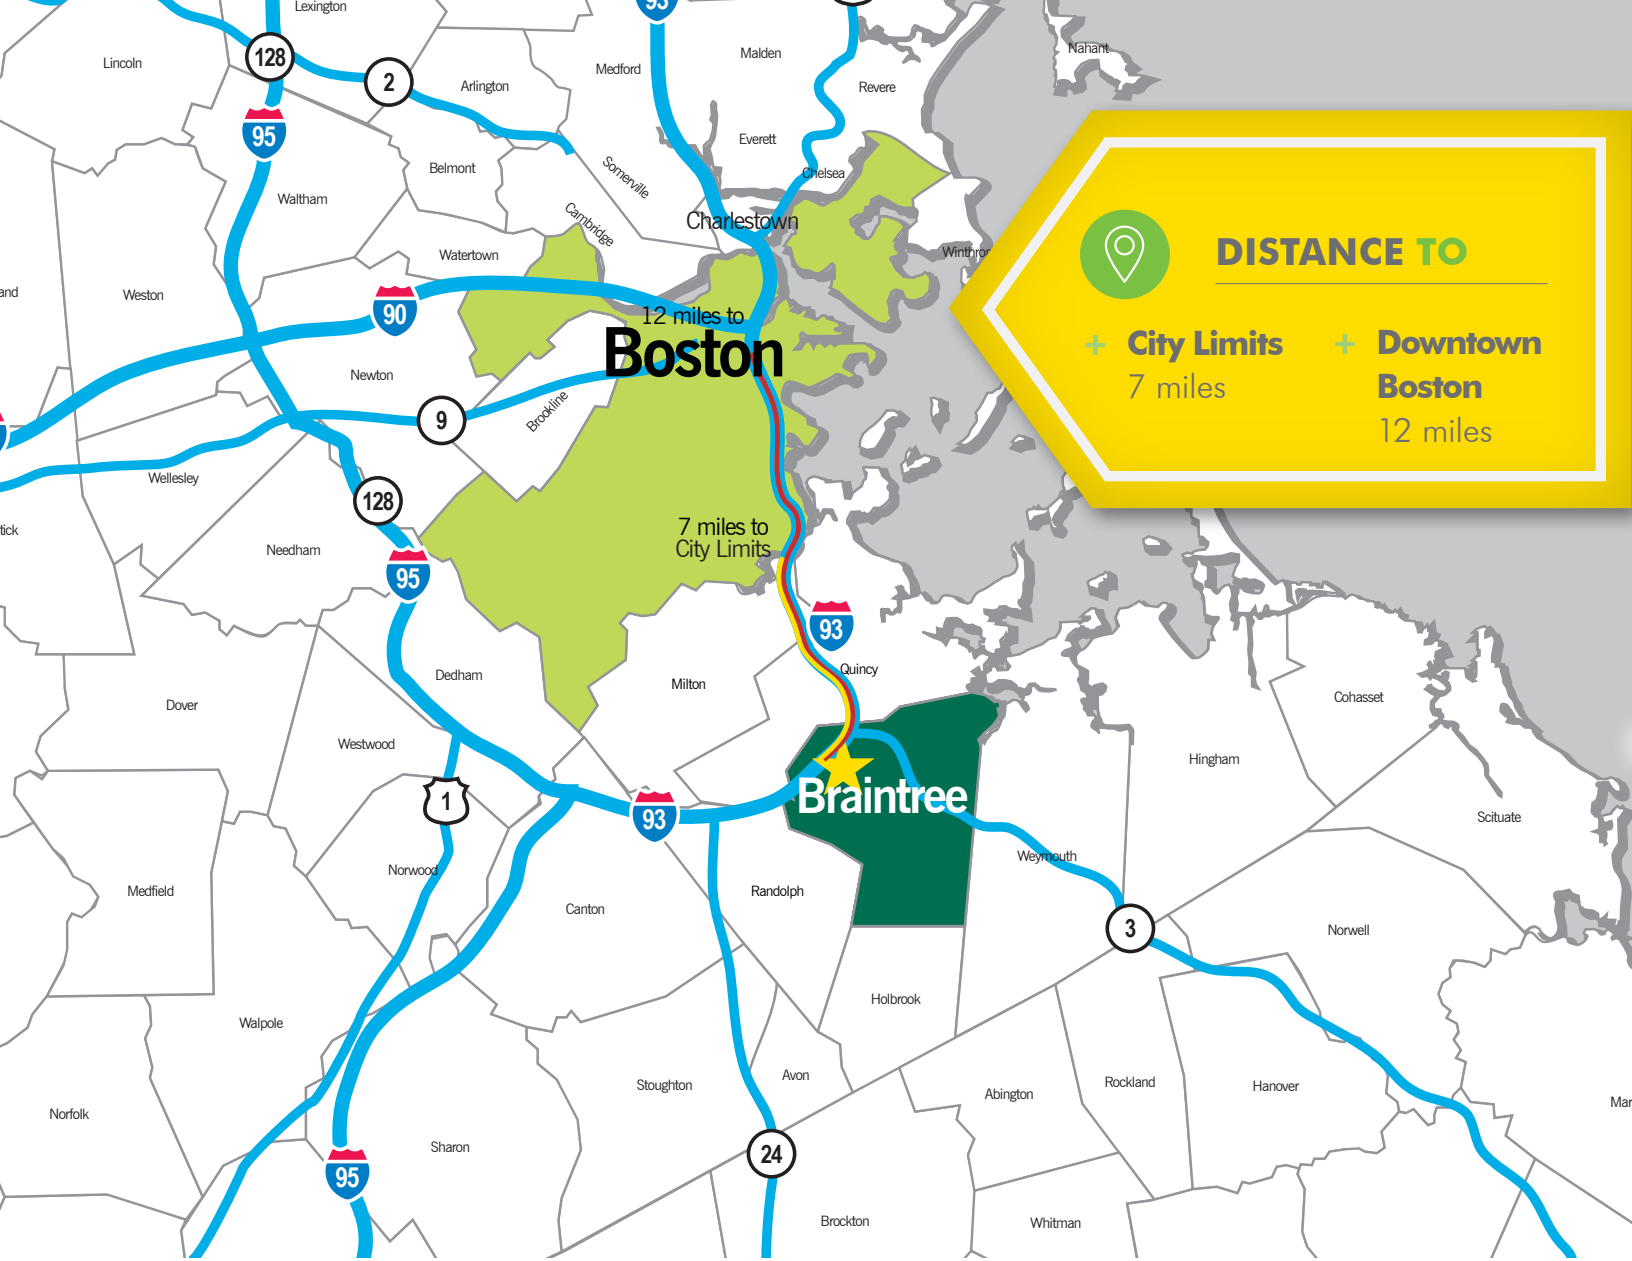 Lexington
93
Lincoln
128
2
Medford
Malden
Nahant
Arlington
Revere
95
Everett
Belmont
Somerville
Chelsea
Waltham
Cambridge
Charlestown
Watertown
Weston
90
12 miles to
Boston
Newton
9
Brookline
Wellesley
128
Needham
7 miles to
City Limits
95
93
Quincy
Dedham
Milton
Dover
Westwood
Cohasset
Hingham
1
Braintree
93
Scituate
Weymouth
Norwood
Medfield
Randolph
Canton
3
Norwell
Holbrook
Walpole
Stoughton
Avon
Abington
Rockland
Hanover
Norfolk
Sharon
24
95
Brockton
Whitman
DISTANCE TO
+ City Limits
7 miles
+ Downtown
Boston
12 miles